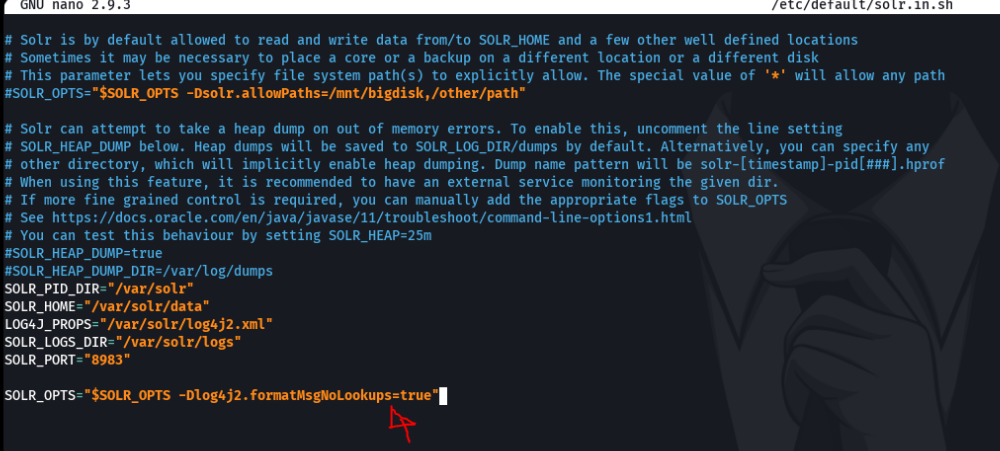 GNU nano 2.9.3 /etc/default/solr.in.sh
# Solr is by default allowed to read and write data from/to SOLR_HOME and a few other well defined locations
# Sometimes it may be necessary to place a core or a backup on a different location or a different disk
# This parameter lets you specify file system path(s) to explicitly allow. The special value of '*' will allow any path
#SOLR_OPTS="$SOLR_OPTS -Dsolr.allowPaths=/mnt/bigdisk,/other/path"
# Solr can attempt to take a heap dump on out of memory errors. To enable this, uncomment the line setting
# SOLR_HEAP_DUMP below. Heap dumps will be saved to SOLR_LOG_DIR/dumps by default. Alternatively, you can specify any
# other directory, which will implicitly enable heap dumping. Dump name pattern will be solr-[timestamp]-pid[###].hprof
# When using this feature, it is recommended to have an external service monitoring the given dir.
# If more fine grained control is required, you can manually add the appropriate flags to SOLR_OPTS
# See https://docs.oracle.com/en/java/javase/11/troubleshoot/command-line-options1.html
# You can test this behaviour by setting SOLR_HEAP=25m
#SOLR_HEAP_DUMP=true
#SOLR_HEAP_DUMP_DIR=/var/log/dumps
SOLR_PID_DIR="/var/solr"
SOLR_HOME="/var/solr/data"
LOG4J_PROPS="/var/solr/log4j2.xml"
SOLR_LOGS_DIR="/var/solr/logs"
SOLR_PORT="8983"
SOLR_OPTS="$SOLR_OPTS -Dlog4j2.formatMsgNoLookups=true"